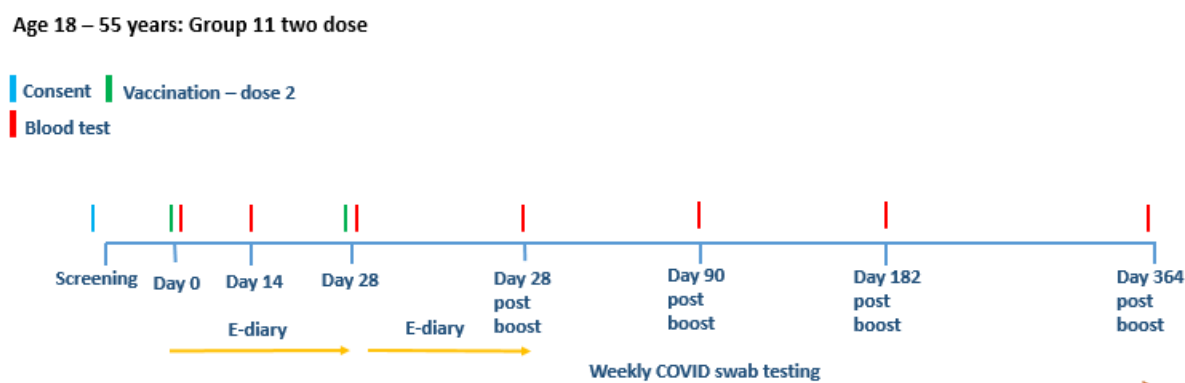 Age 18 – 55 years: Group 11 two dose
Consent
Vaccination – dose 2
Blood test
Screening
Day 0
Day 14
Day 28
Day 28
post
boost
Day 90
post
boost
Day 182
post
boost
Day 364
post
boost
E-diary
E-diary
Weekly COVID swab testing